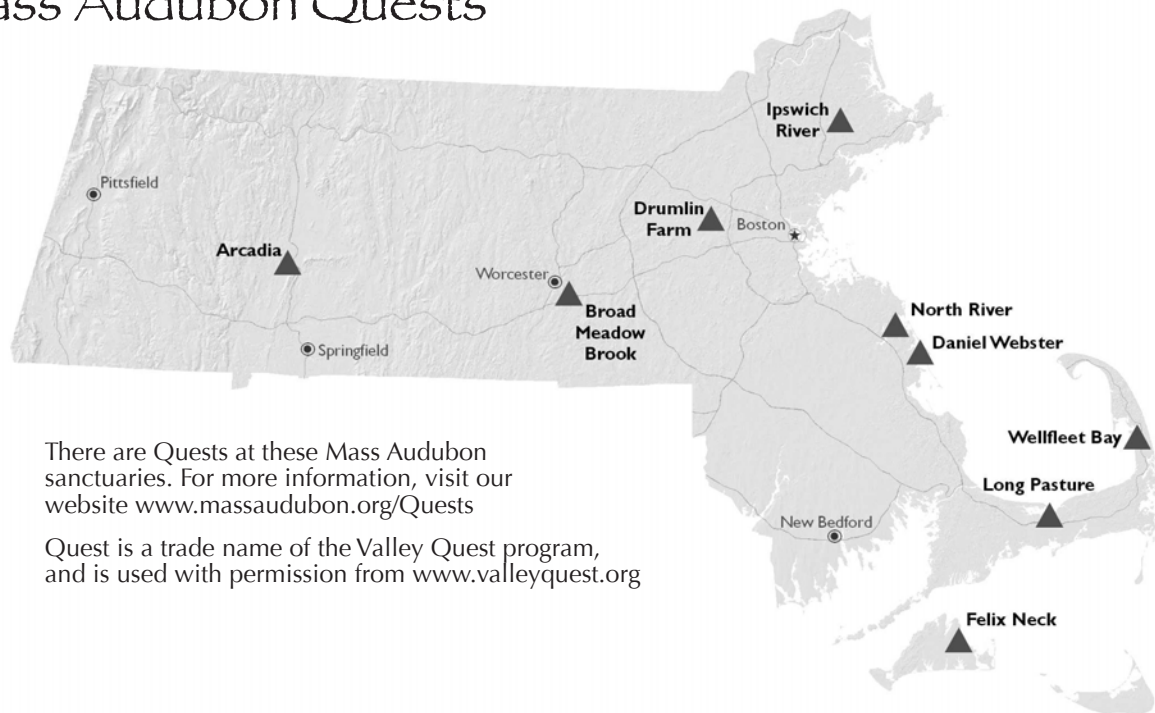 Mass Audubon Quests
Ipswich
River
Pittsfield
Drumlin
Farm
Boston
Arcadia
Worcester
Broad
Meadow
Brook
North River
Daniel Webster
Springfield
Wellfleet Bay
Long Pasture
New Bedford
Felix Neck
There are Quests at these Mass Audubon
sanctuaries. For more information, visit our
website www.massaudubon.org/Quests
Quest is a trade name of the Valley Quest program,
and is used with permission from www.valleyquest.org